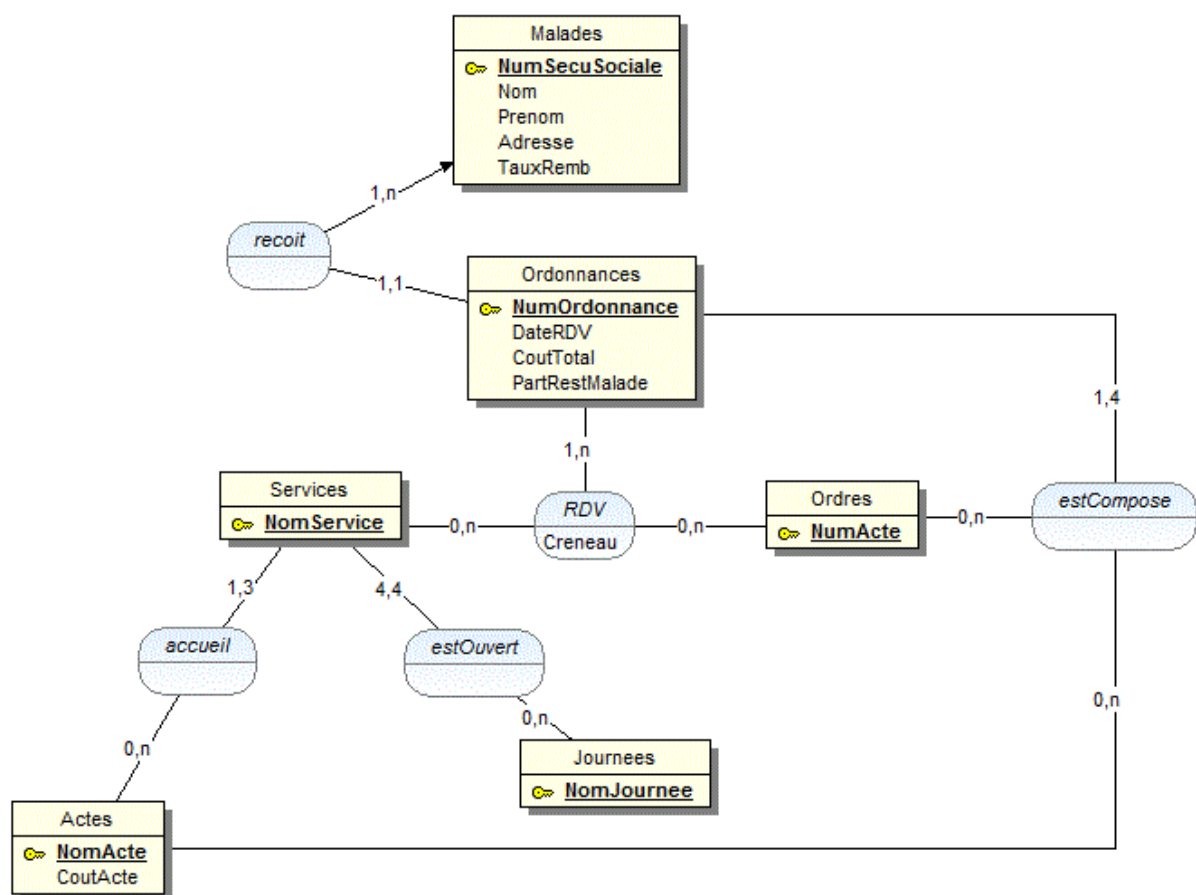 Malades
NumSecuSociale
Nom
Prenom
Adresse
TauxRemb
1,n
recoit
1,1
Ordonnances
NumOrdonnance
DateRDV
CoutTotal
PartRestMalade
1,4
1,n
Services
NomService
0,n
RDV
Creneau
0,n
Ordres
NumActe
0,n
estCompose
1,3
4,4
accueil
estOuvert
0,n
0,n
0,n
Journees
NomJournee
Actes
NomActe
CoutActe